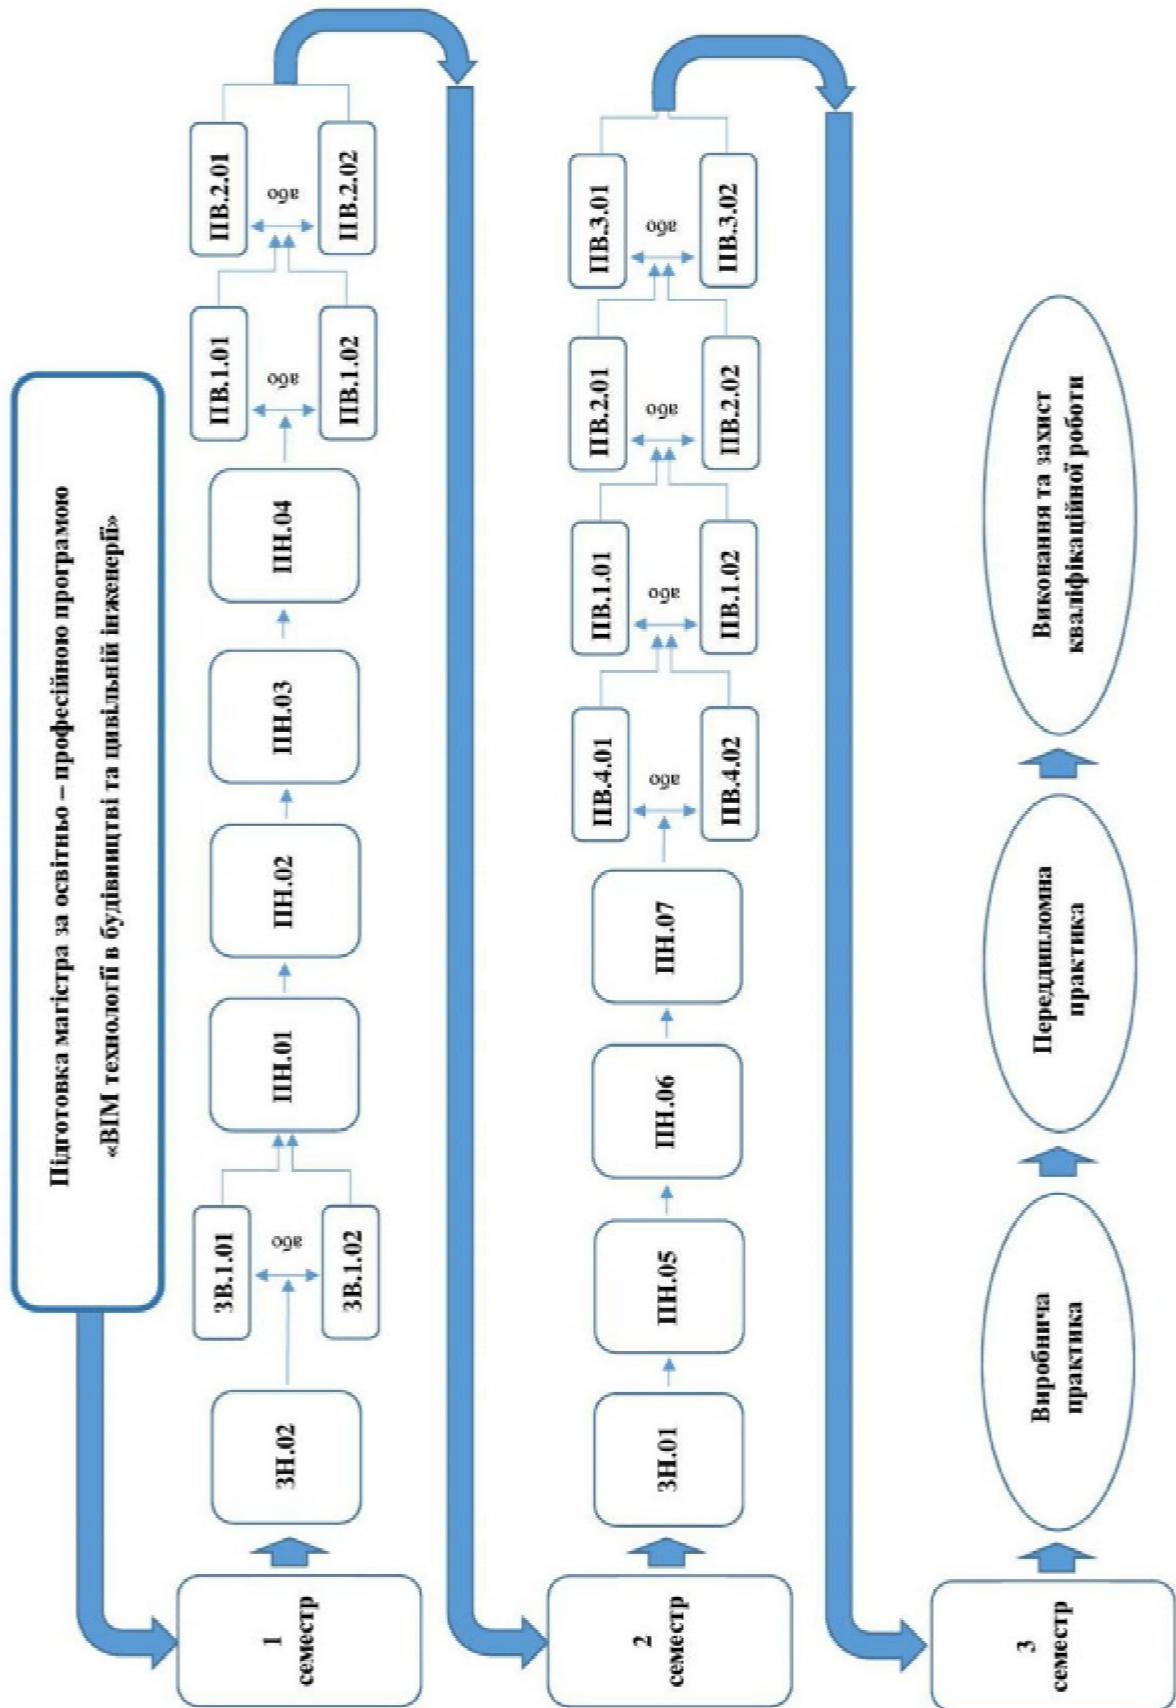 Підготовка магістра за освітньо – професійною програмою
«BIM технології в будівництві та цивільній інженерії»
1
семестр
ЗН.02
ЗВ.1.01
або
ЗВ.1.02
ПН.01
ПН.02
ПН.03
ПН.04
ПВ.1.01
або
ПВ.1.02
ПВ.2.01
або
ПВ.2.02
2
семестр
ЗН.01
ПН.05
ПН.06
ПН.07
ПВ.4.01
або
ПВ.4.02
ПВ.1.01
або
ПВ.1.02
ПВ.2.01
або
ПВ.2.02
ПВ.3.01
або
ПВ.3.02
3
семестр
Виробнича
практика
Переддипломна
практика
Виконання та захист
кваліфікаційної роботи